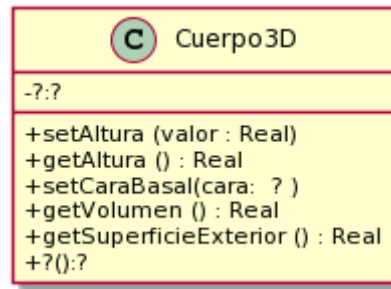 C Cuerpo3D
-?:?
+setAltura (valor : Real)
+getAltura () : Real
+setCaraBasal(cara:  ? )
+getVolumen () : Real
+getSuperficieExterior () : Real
+?():?